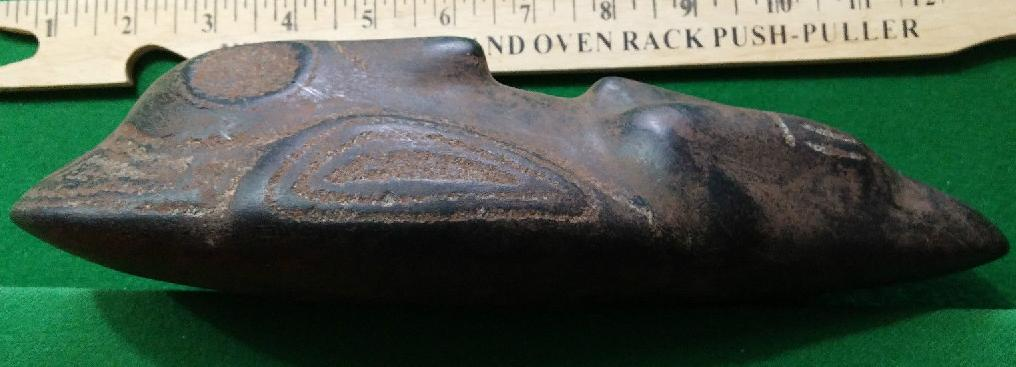 1 2 3 4 5 6 7 8 9 10 11 12
ND OVEN RACK PUSH-PULLER